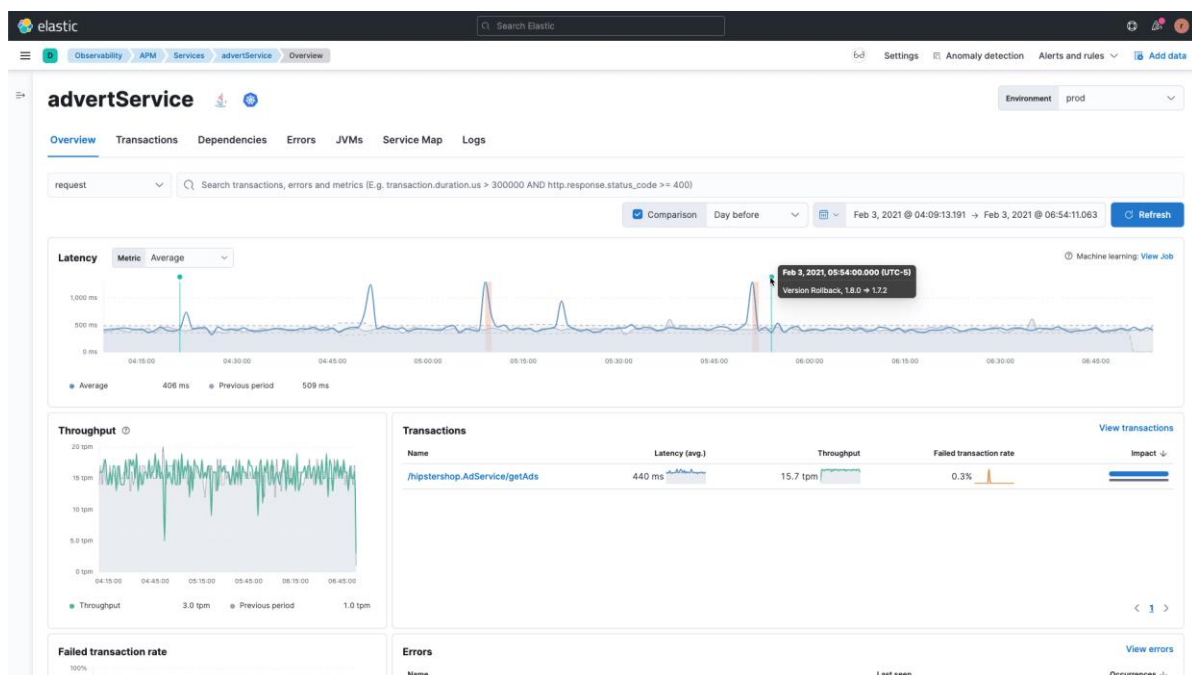 elastic
Search Elastic
r
D Observability APM Services advertService Overview
Settings Anomaly detection Alerts and rules Add data
advertService
Environment prod
Overview Transactions Dependencies Errors JVMs Service Map Logs
request Search transactions, errors and metrics (E.g. transaction.duration.us > 300000 AND http.response.status_code >= 400)
Comparison Day before Feb 3, 2021 @ 04:09:13.191 → Feb 3, 2021 @ 06:54:11.063 Refresh
Latency Metric Average Machine learning: View Job
Feb 3, 2021, 05:54:00.000 (UTC-5)
Version Rollback, 1.8.0 => 1.7.2
1,000 ms
500 ms
0 ms
04:15:00 04:30:00 04:45:00 05:00:00 05:15:00 05:30:00 05:45:00 06:00:00 06:15:00 06:30:00 06:45:00
Average 406 ms Previous period 509 ms
Throughput
20 tpm
15 tpm
10 tpm
5.0 tpm
0 tpm
04:15:00 04:45:00 05:15:00 05:45:00 06:15:00 06:45:00
Throughput 3.0 tpm Previous period 1.0 tpm
Transactions View transactions
Name Latency (avg.) Throughput Failed transaction rate Impact
/hipstershop.AdService/getAds 440 ms 15.7 tpm 0.3%
< 1 >
Failed transaction rate
100%
Errors View errors
Name Last seen Occurrences